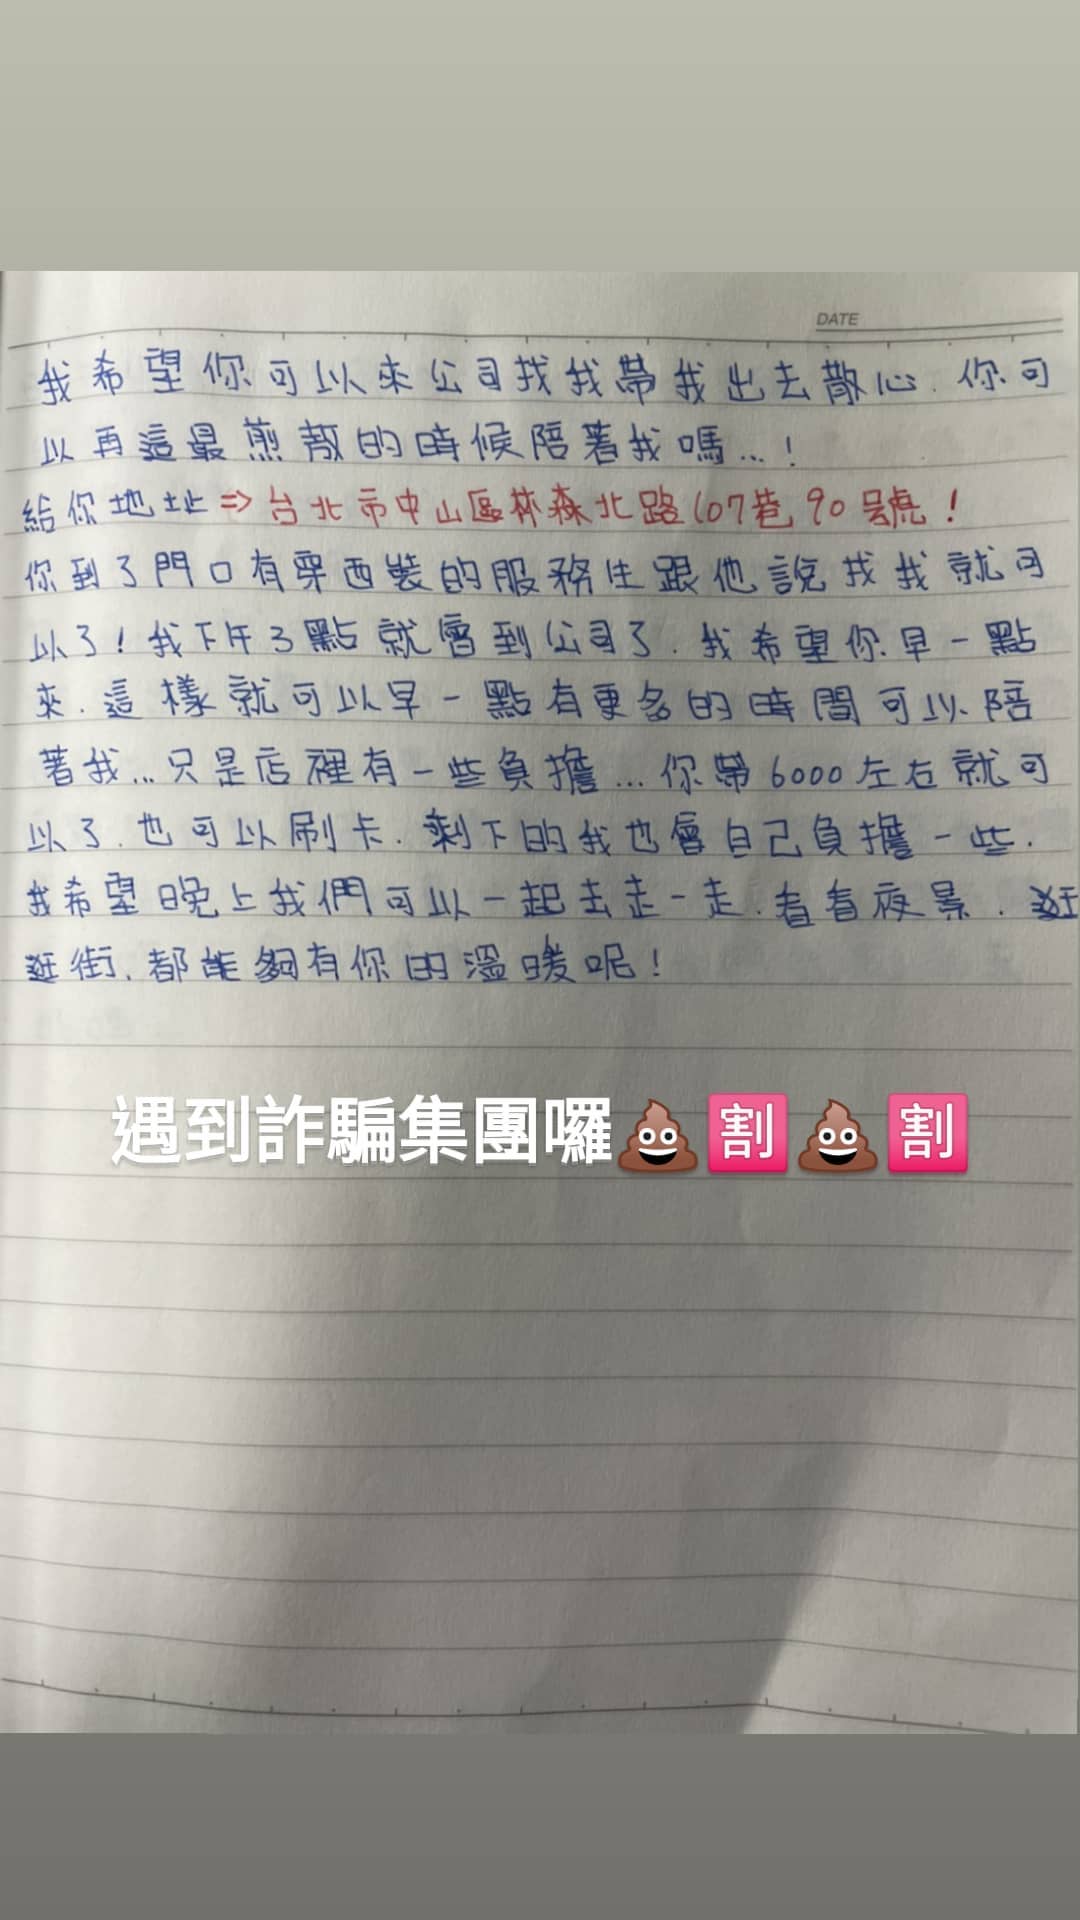 DATE
我希望你可以來公司找我帶我出去散心.你可
以再這最煎熬的時候陪著我嗎...!
給你地址⇒台北市中山區林森北路107巷90號!
你到了門口有穿西裝的服務生跟他說找我就可
以了!我下午3點就會到公司了.我希望你早一點
來.這樣就可以早一點有更多的時間可以陪
著我...只是店裡有一些負擔...你帶6000左右就可
以了.也可以刷卡.剩下的我也會自己負擔一些.
我希望晚上我們可以一起去走一走.看看夜景.逛
逛街.都能夠有你的溫暖呢!
遇到詐騙集團囉💩🈹💩🈹